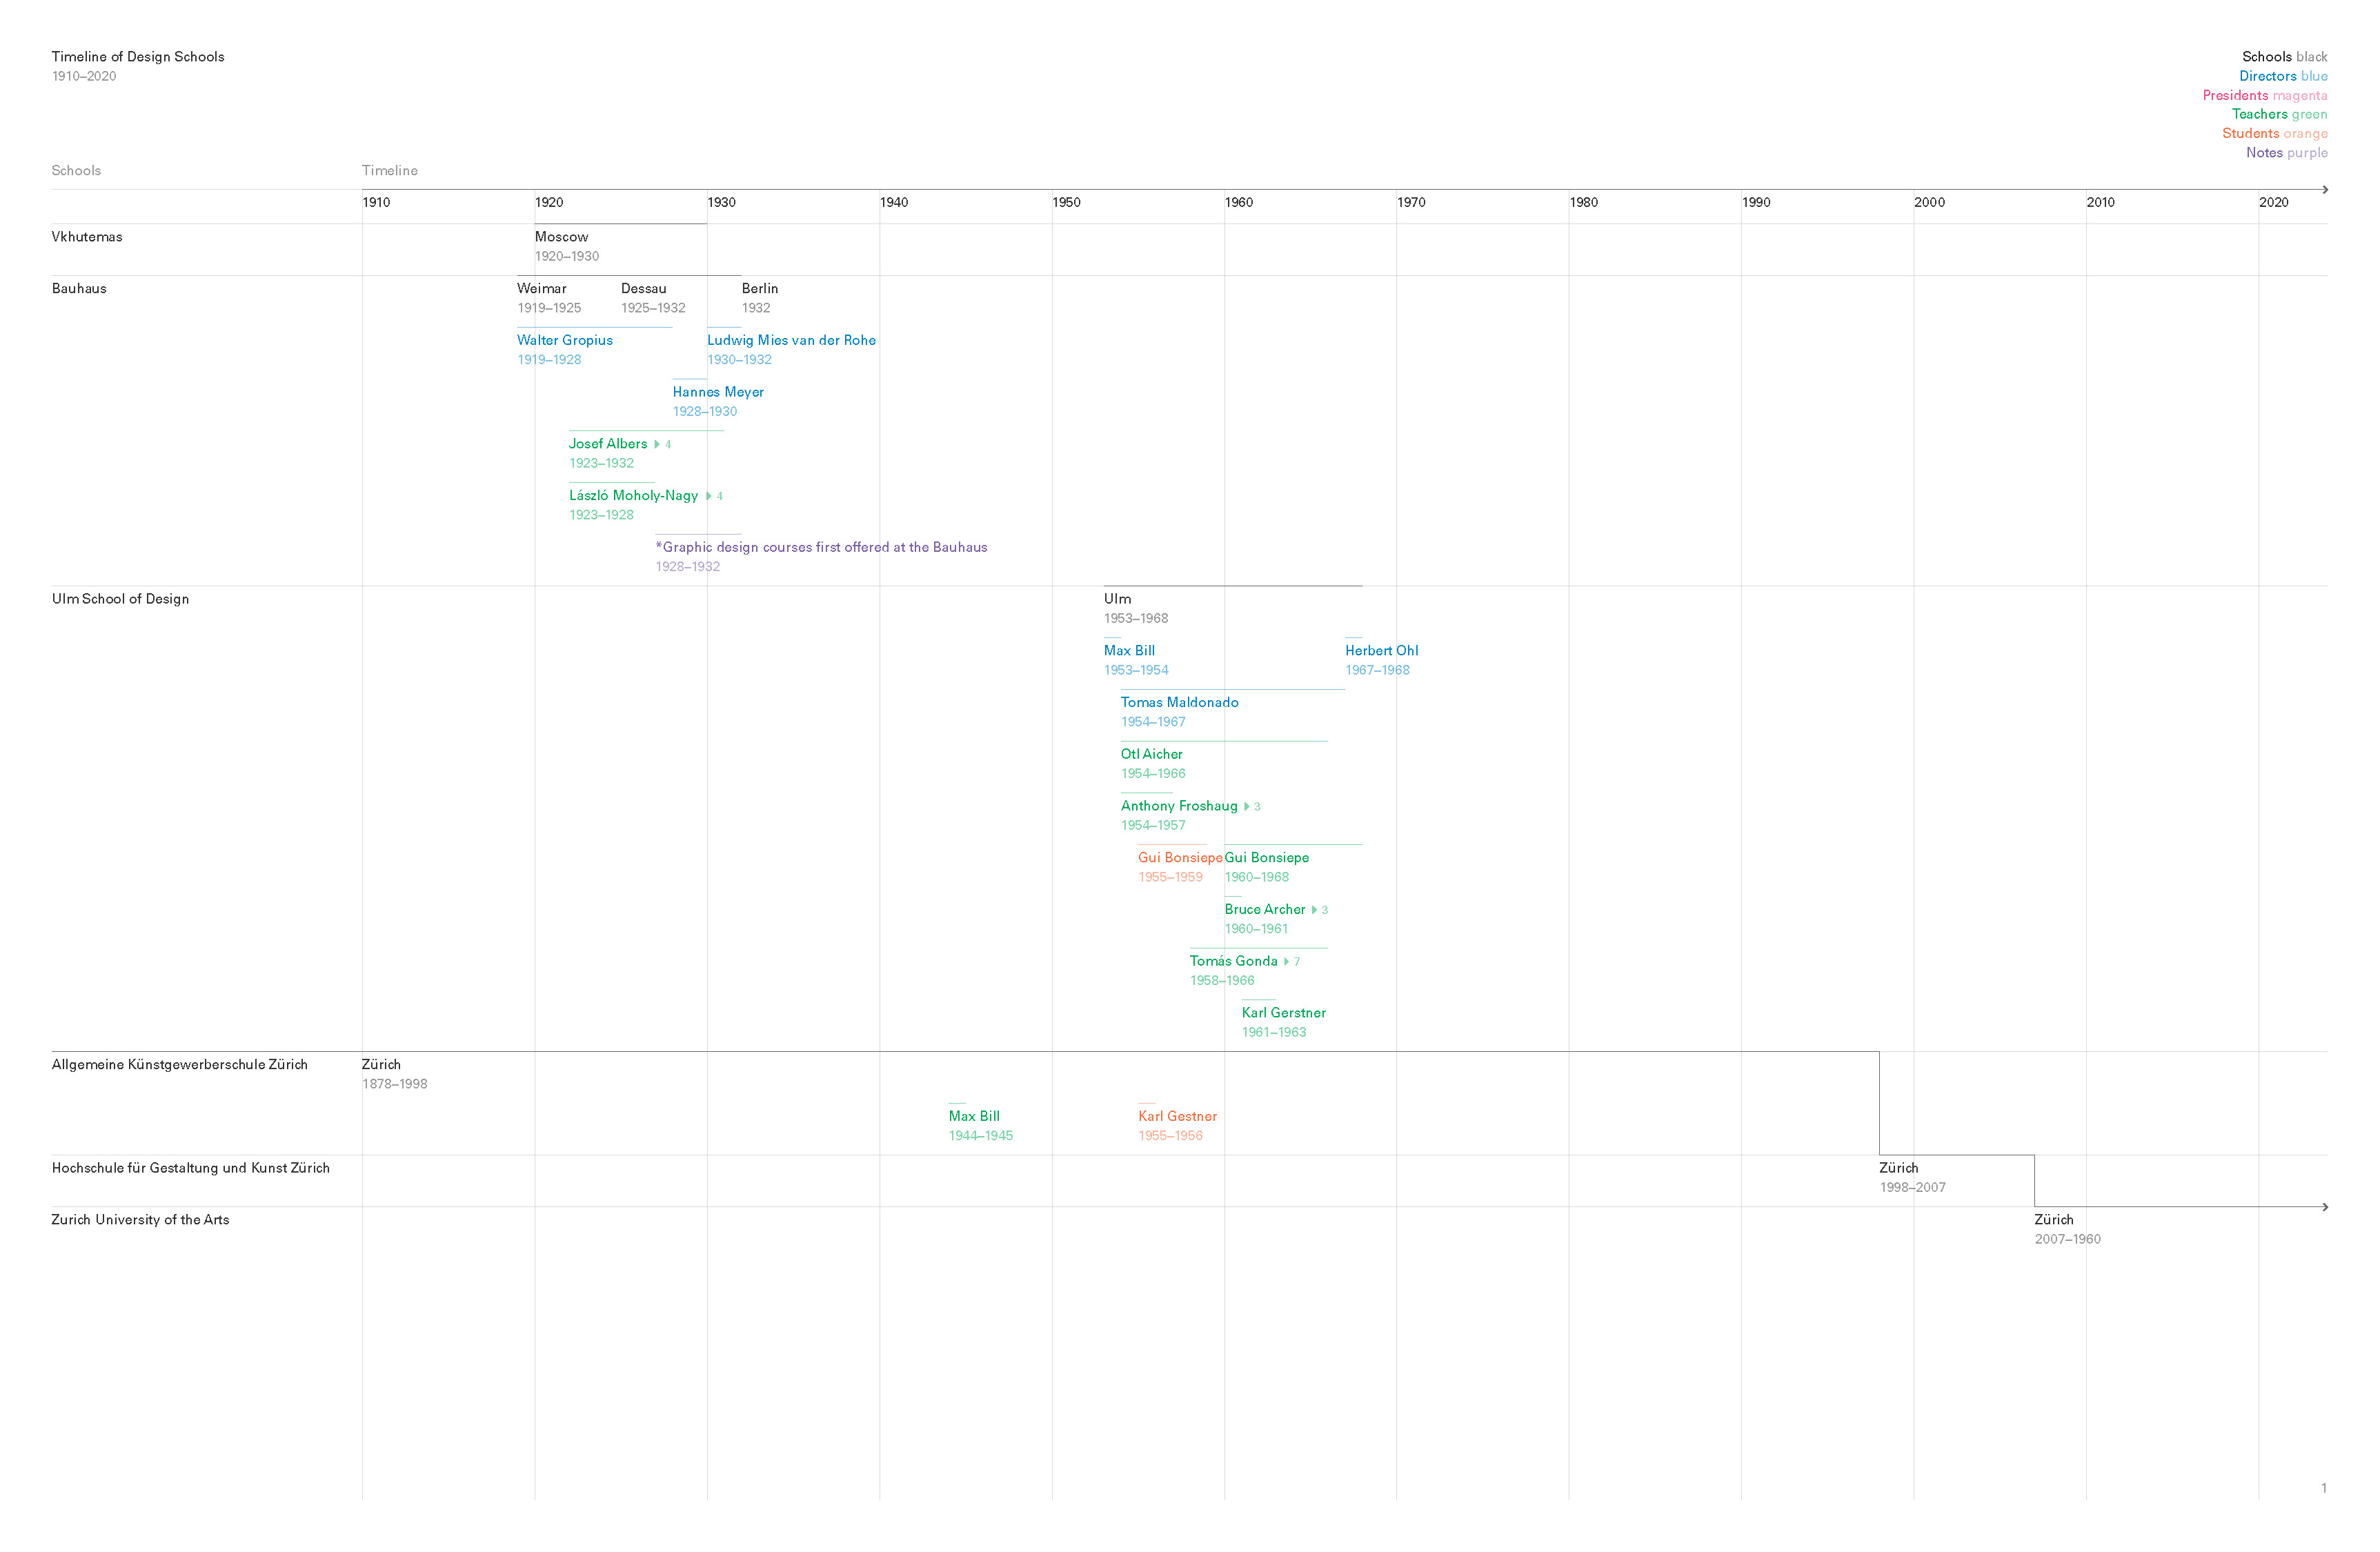 Timeline of Design Schools
1910–2020
Schools black
Directors blue
Presidents magenta
Teachers green
Students orange
Notes purple
Schools Timeline
1910 1920 1930 1940 1950 1960 1970 1980 1990 2000 2010 2020
Vkhutemas Moscow
1920–1930
Bauhaus Weimar Dessau Berlin
1919–1925 1925–1932 1932
Walter Gropius Ludwig Mies van der Rohe
1919–1928 1930–1932
Hannes Meyer
1928–1930
Josef Albers ▸ 4
1923–1932
László Moholy-Nagy ▸ 4
1923–1928
*Graphic design courses first offered at the Bauhaus
1928–1932
Ulm School of Design Ulm
1953–1968
Max Bill Herbert Ohl
1953–1954 1967–1968
Tomas Maldonado
1954–1967
Otl Aicher
1954–1966
Anthony Froshaug ▸ 3
1954–1957
Gui Bonsiepe Gui Bonsiepe
1955–1959 1960–1968
Bruce Archer ▸ 3
1960–1961
Tomás Gonda ▸ 7
1958–1966
Karl Gerstner
1961–1963
Allgemeine Künstgewerberschule Zürich Zürich
1878–1998
Max Bill Karl Gestner
1944–1945 1955–1956
Hochschule für Gestaltung und Kunst Zürich Zürich
1998–2007
Zurich University of the Arts Zürich
2007–1960
1